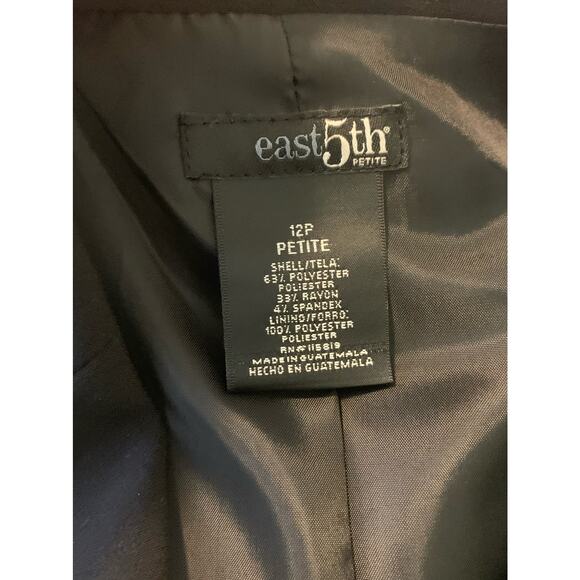 east5th®
PETITE
12P
PETITE
SHELL/TELA:
63% POLYESTER
POLIESTER
33% RAYON
4% SPANDEX
LINING/FORRO:
100% POLYESTER
POLIESTER
RN# 115819
MADE IN GUATEMALA
HECHO EN GUATEMALA